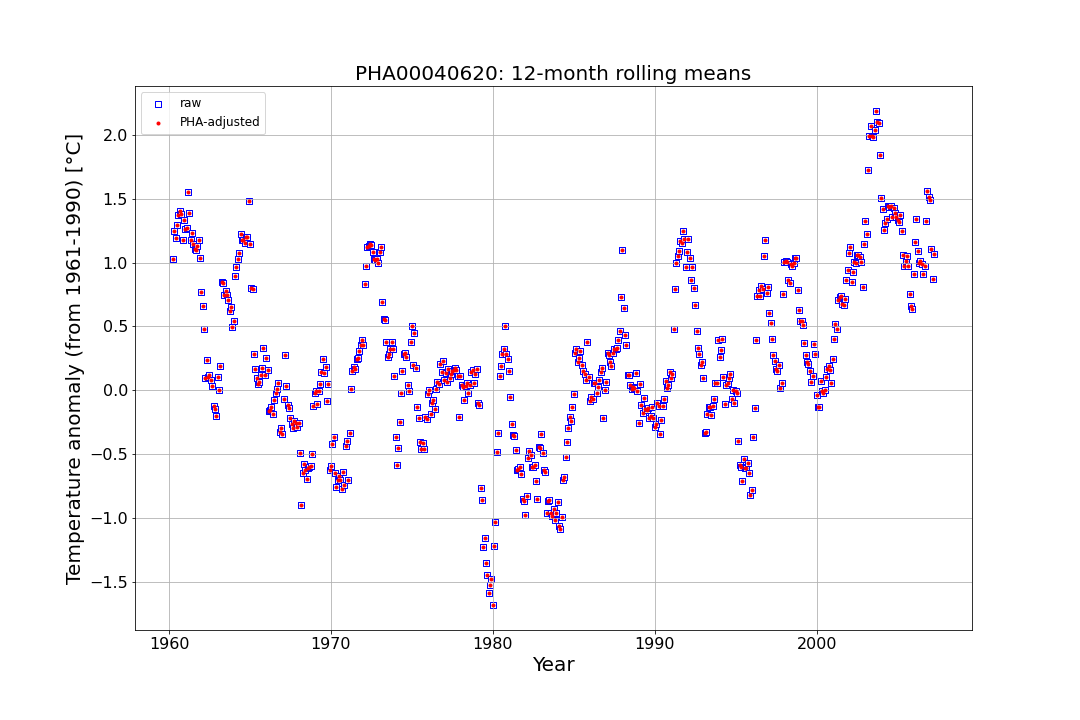 PHA00040620: 12-month rolling means
raw
PHA-adjusted
Temperature anomaly (from 1961-1990) [°C]
2.0
1.5
1.0
0.5
0.0
−0.5
−1.0
−1.5
1960 1970 1980 1990 2000
Year